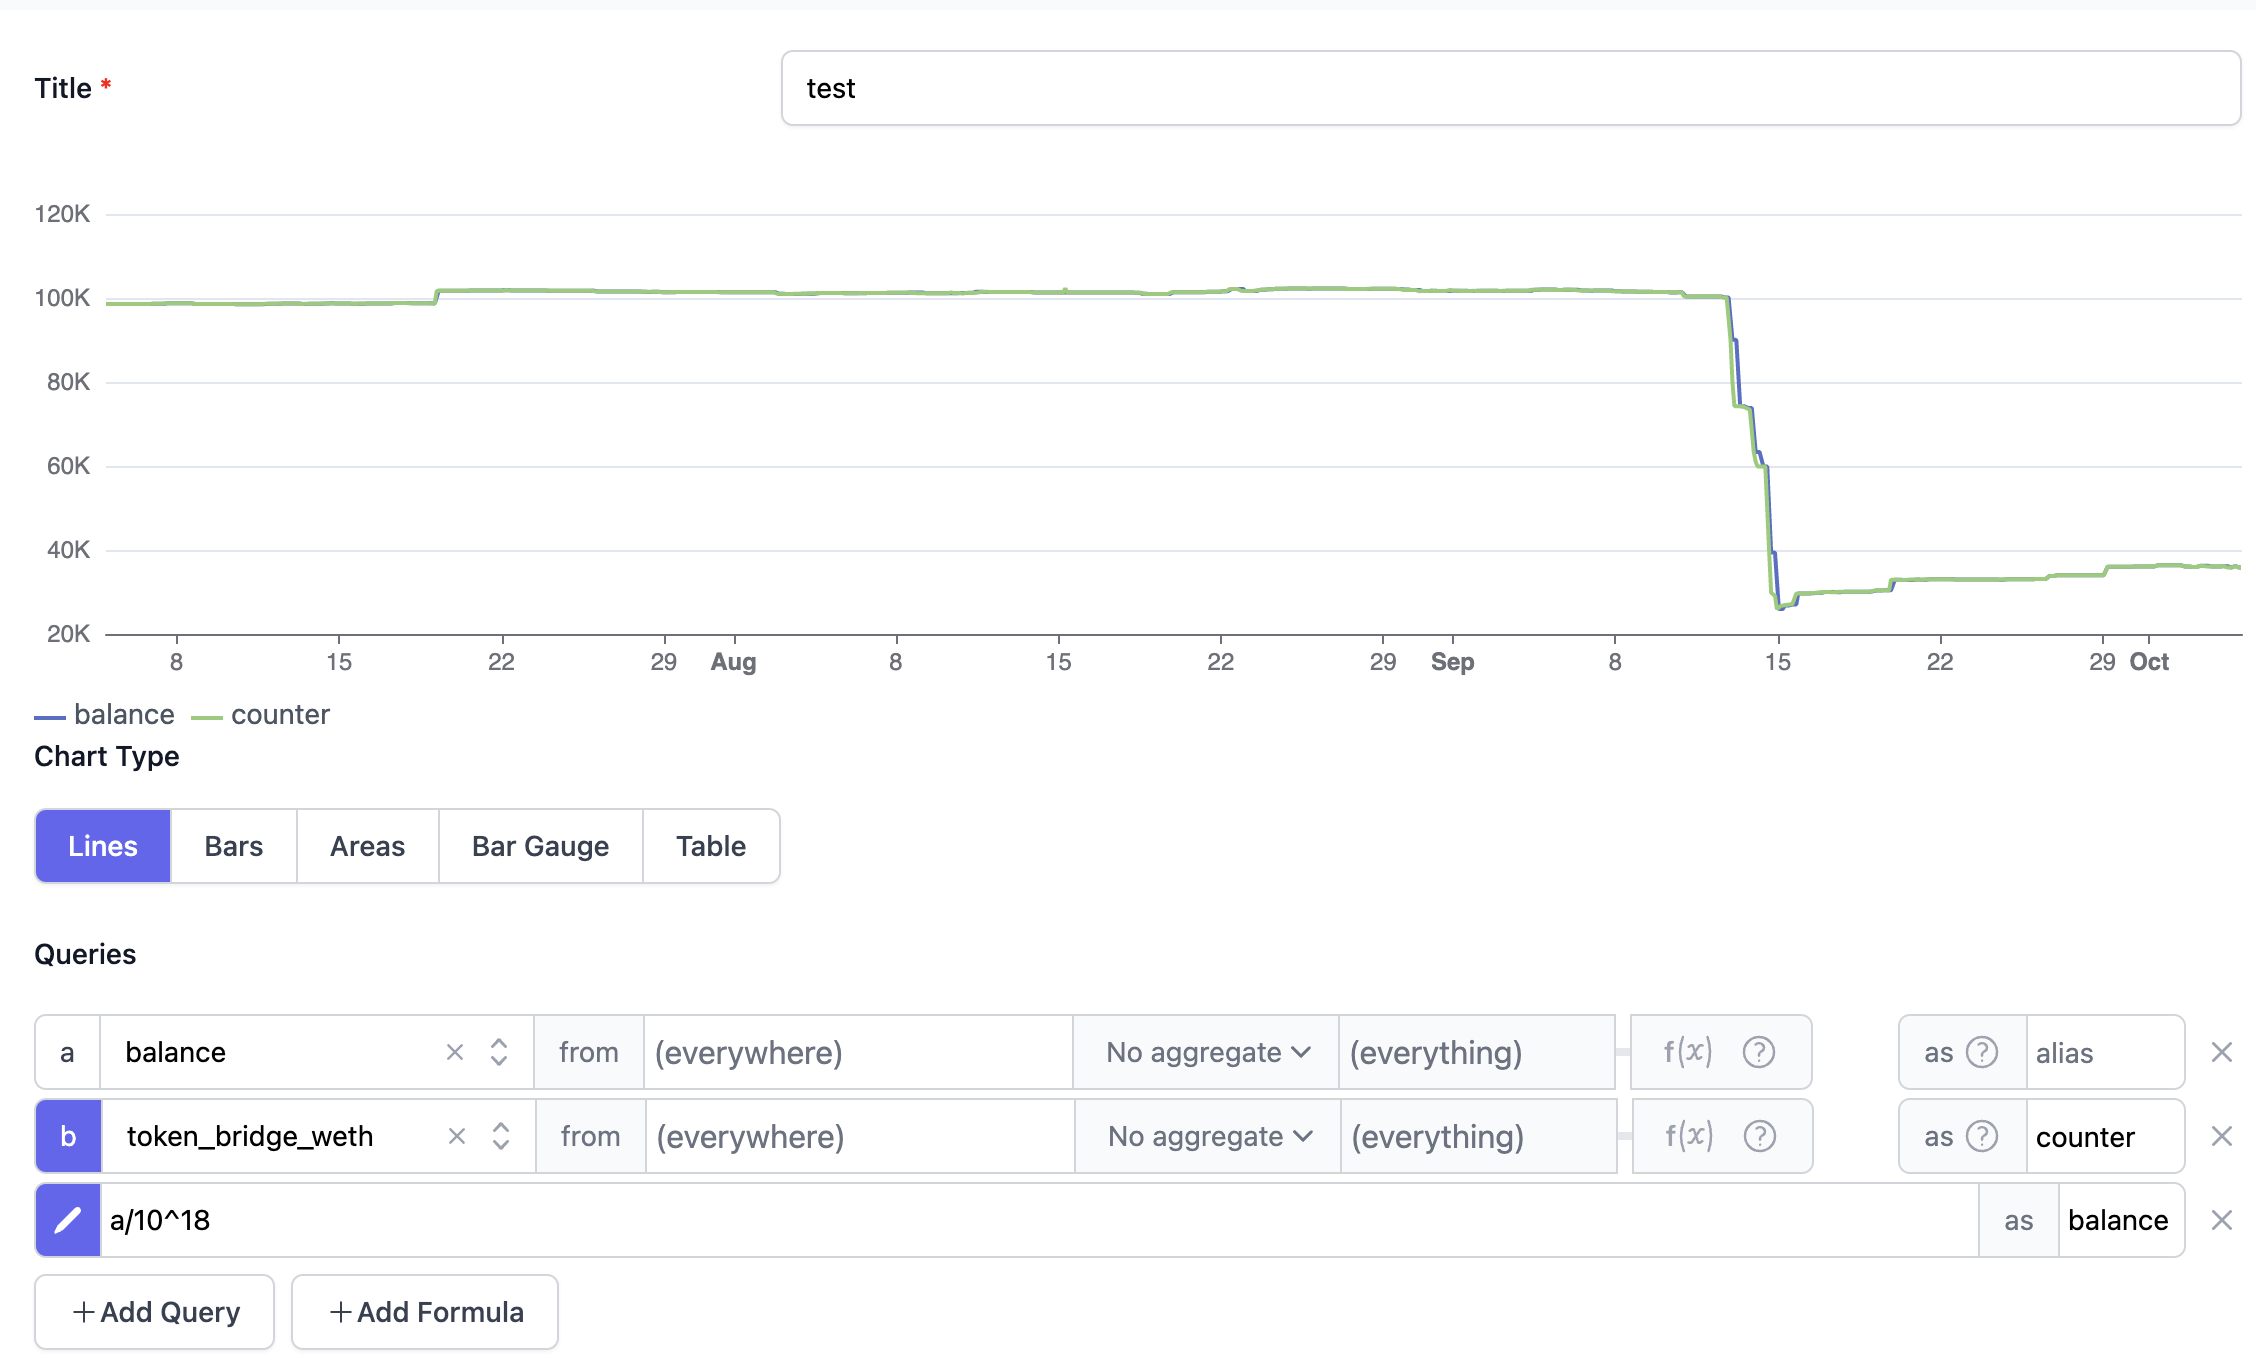 Title *
test
120K
100K
80K
60K
40K
20K
8 15 22 29 Aug 8 15 22 29 Sep 8 15 22 29 Oct
balance counter
Chart Type
Lines Bars Areas Bar Gauge Table
Queries
a balance from (everywhere) No aggregate (everything) f(x) ? as ? alias
b token_bridge_weth from (everywhere) No aggregate (everything) f(x) ? as ? counter
a/10^18 as balance
+ Add Query + Add Formula